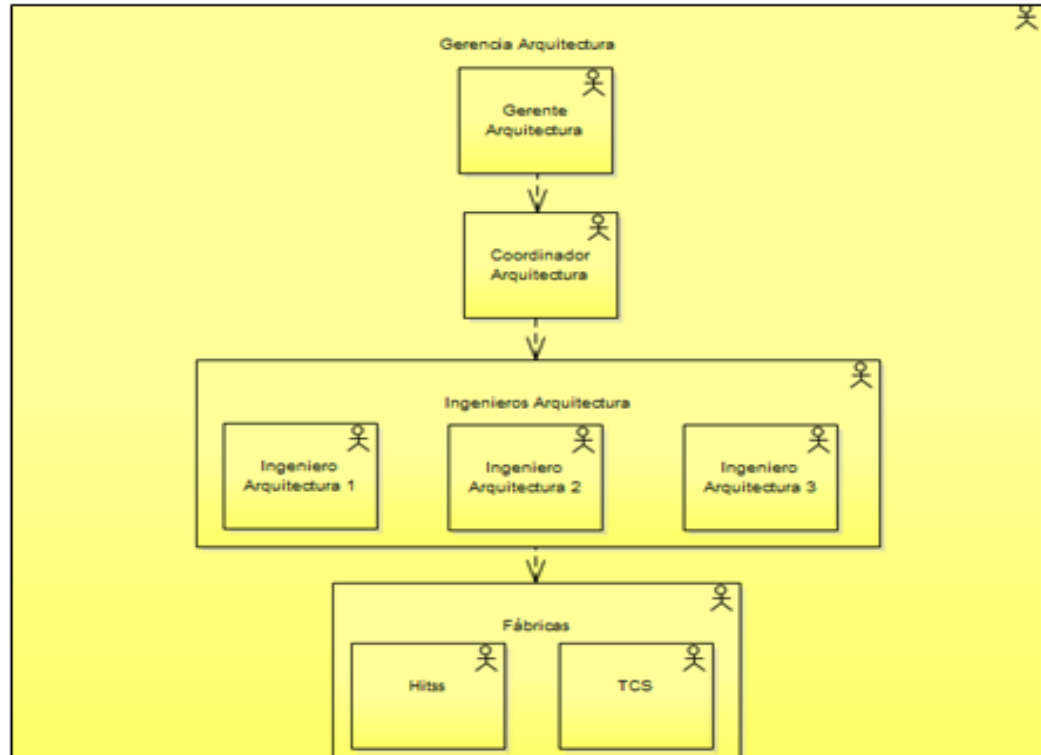 Gerencia Arquitectura
Gerente
Arquitectura
Coordinador
Arquitectura
Ingenieros Arquitectura
Ingeniero
Arquitectura 1
Ingeniero
Arquitectura 2
Ingeniero
Arquitectura 3
Fábricas
Hitss
TCS